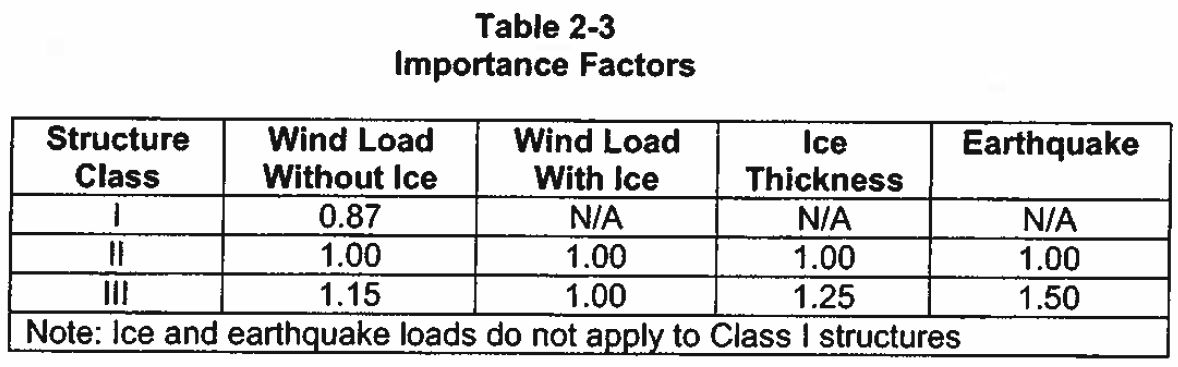 Table 2-3
Importance Factors
Structure Class Wind Load Without Ice Wind Load With Ice Ice Thickness Earthquake
I 0.87 N/A N/A N/A
II 1.00 1.00 1.00 1.00
III 1.15 1.00 1.25 1.50
Note: Ice and earthquake loads do not apply to Class I structures